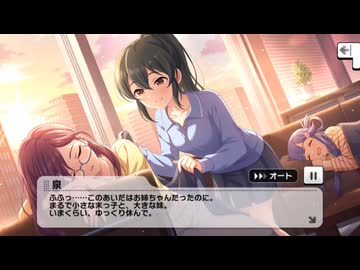 泉
オート
ふふっ……このあいだはお姉ちゃんだったのに。
まるで小さな末っ子と、大きな妹。
いまくらい、ゆっくり休んで。